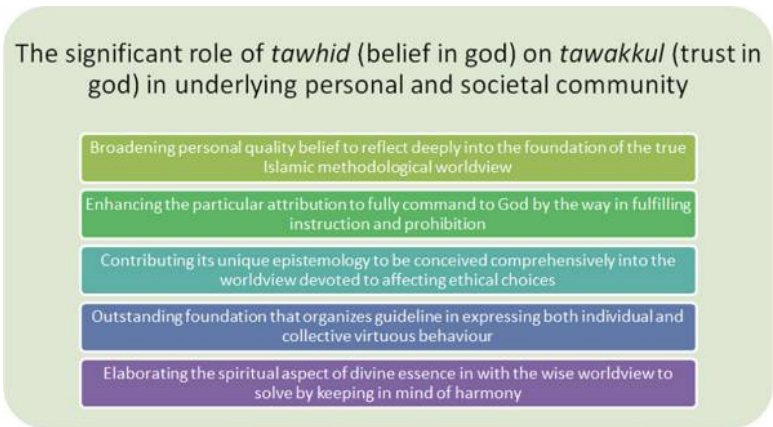 The significant role of tawhid (belief in god) on tawakkul (trust in
god) in underlying personal and societal community
Broadening personal quality belief to reflect deeply into the foundation of the true
Islamic methodological worldview
Enhancing the particular attribution to fully command to God by the way in fulfilling
instruction and prohibition
Contributing its unique epistemology to be conceived comprehensively into the
worldview devoted to affecting ethical choices
Outstanding foundation that organizes guideline in expressing both individual and
collective virtuous behaviour
Elaborating the spiritual aspect of divine essence in with the wise worldview to
solve by keeping in mind of harmony